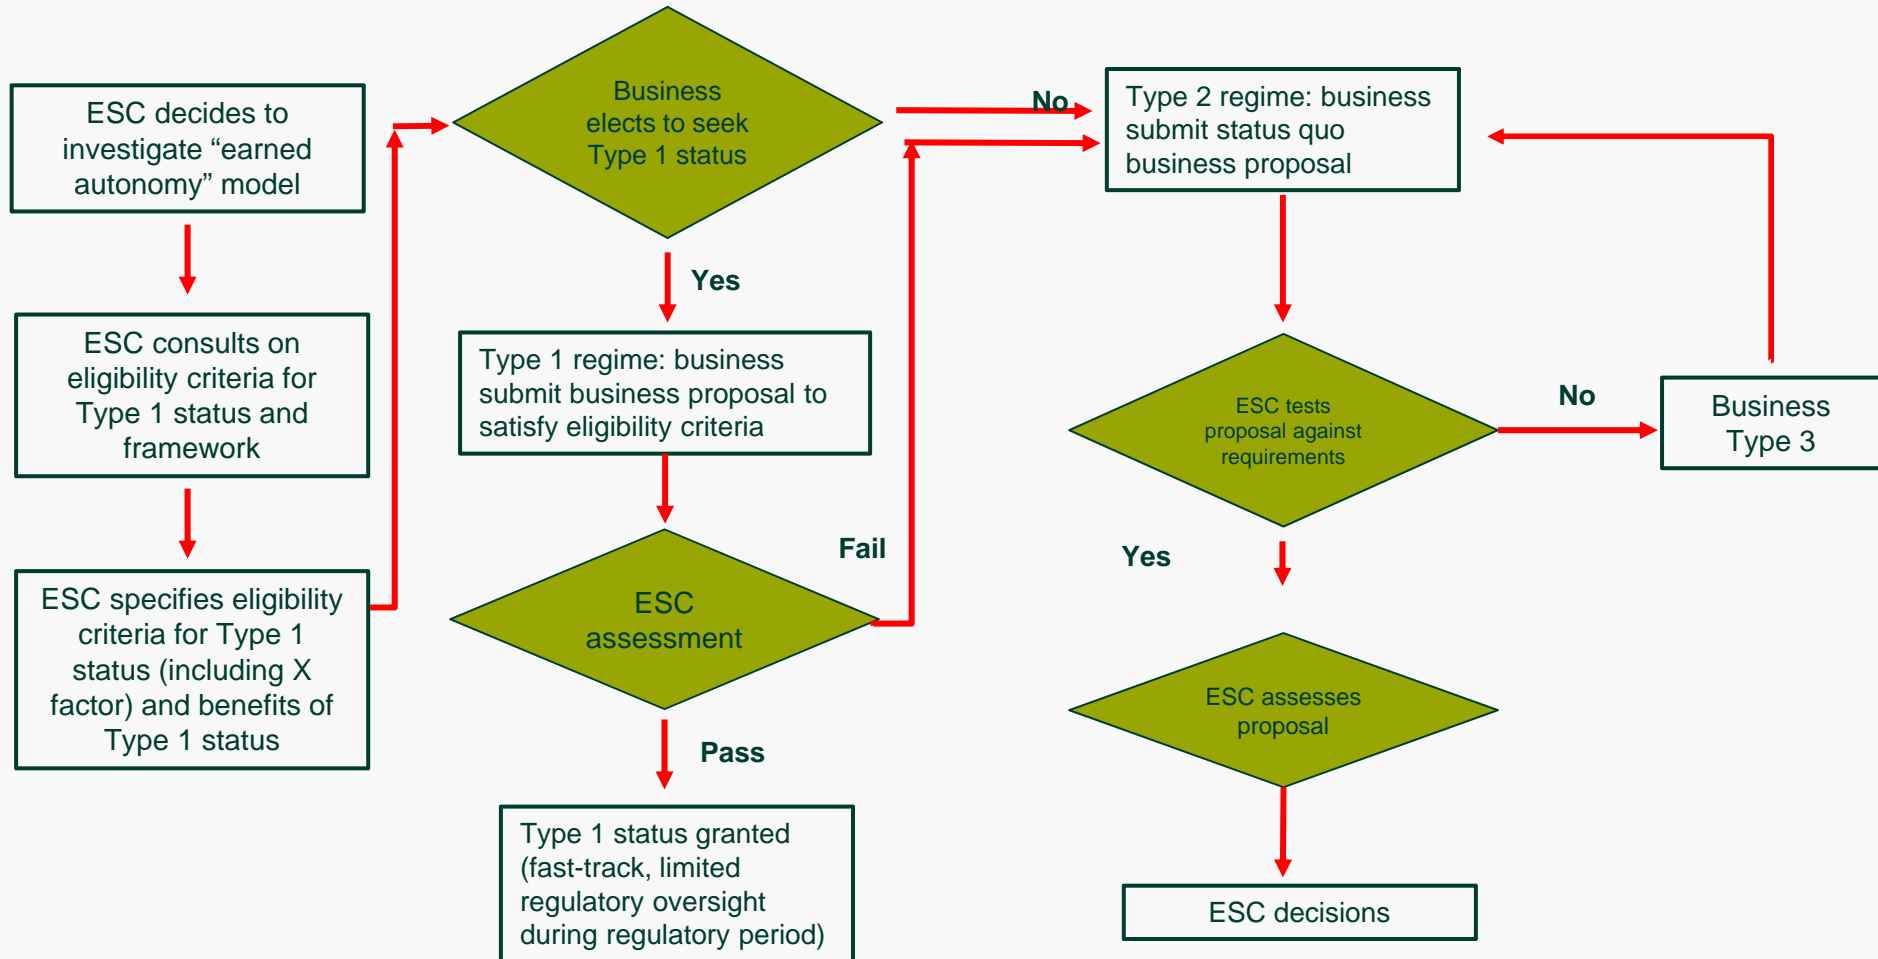 ESC decides to
investigate “earned
autonomy” model
ESC consults on
eligibility criteria for
Type 1 status and
framework
ESC specifies eligibility
criteria for Type 1
status (including X
factor) and benefits of
Type 1 status
Business
elects to seek
Type 1 status
No
Yes
Type 1 regime: business
submit business proposal to
satisfy eligibility criteria
ESC
assessment
Fail
Pass
Type 1 status granted
(fast-track, limited
regulatory oversight
during regulatory period)
Type 2 regime: business
submit status quo
business proposal
ESC tests
proposal against
requirements
No
Business
Type 3
Yes
ESC assesses
proposal
ESC decisions